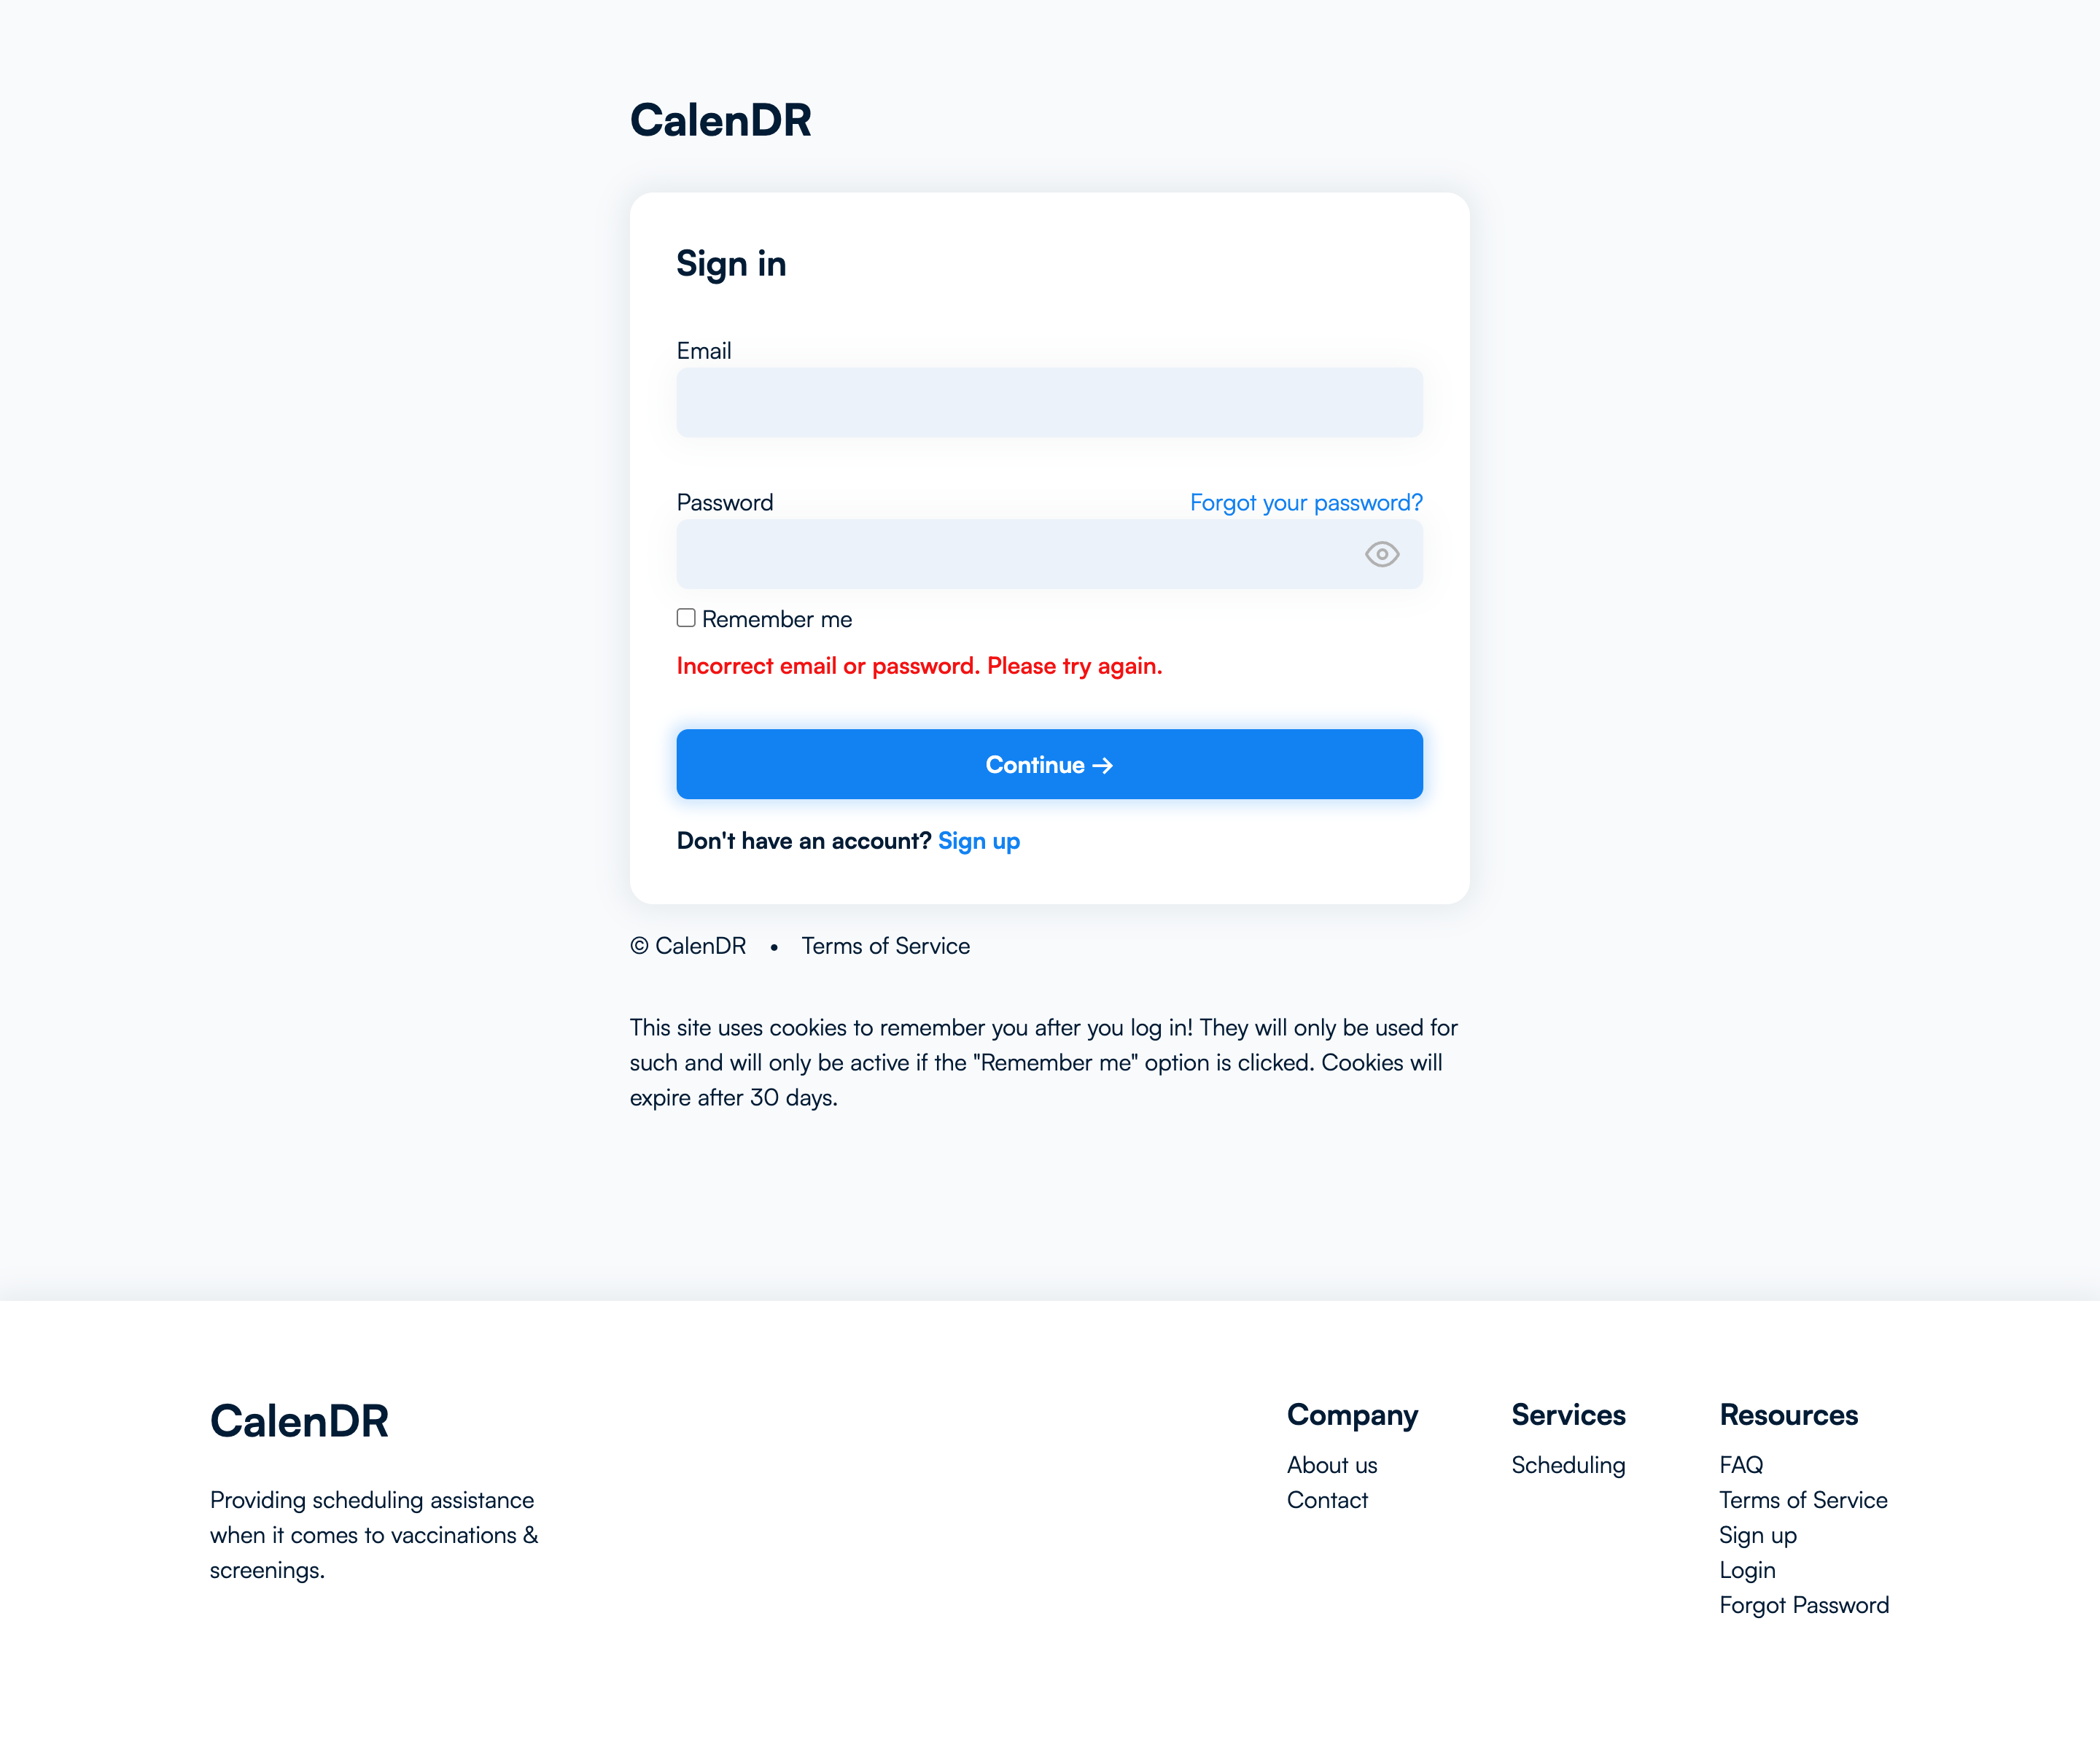 CalenDR
Sign in
Email
Password
Forgot your password?
Remember me
Incorrect email or password. Please try again.
Continue →
Don't have an account? Sign up
© CalenDR • Terms of Service
This site uses cookies to remember you after you log in! They will only be used for
such and will only be active if the "Remember me" option is clicked. Cookies will
expire after 30 days.
CalenDR
Providing scheduling assistance
when it comes to vaccinations &
screenings.
Company
About us
Contact
Services
Scheduling
Resources
FAQ
Terms of Service
Sign up
Login
Forgot Password